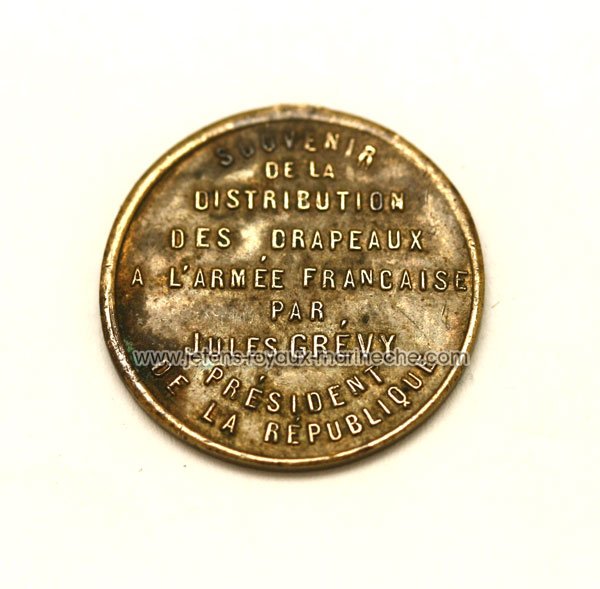 SOUVENIR
DE LA
DISTRIBUTION
DES DRAPEAUX
A L'ARMÉE FRANCAISE
PAR
JULES GRÉVY
www.jetons-royaux-marineche.com
PRÉSIDENT
DE LA RÉPUBLIQUE